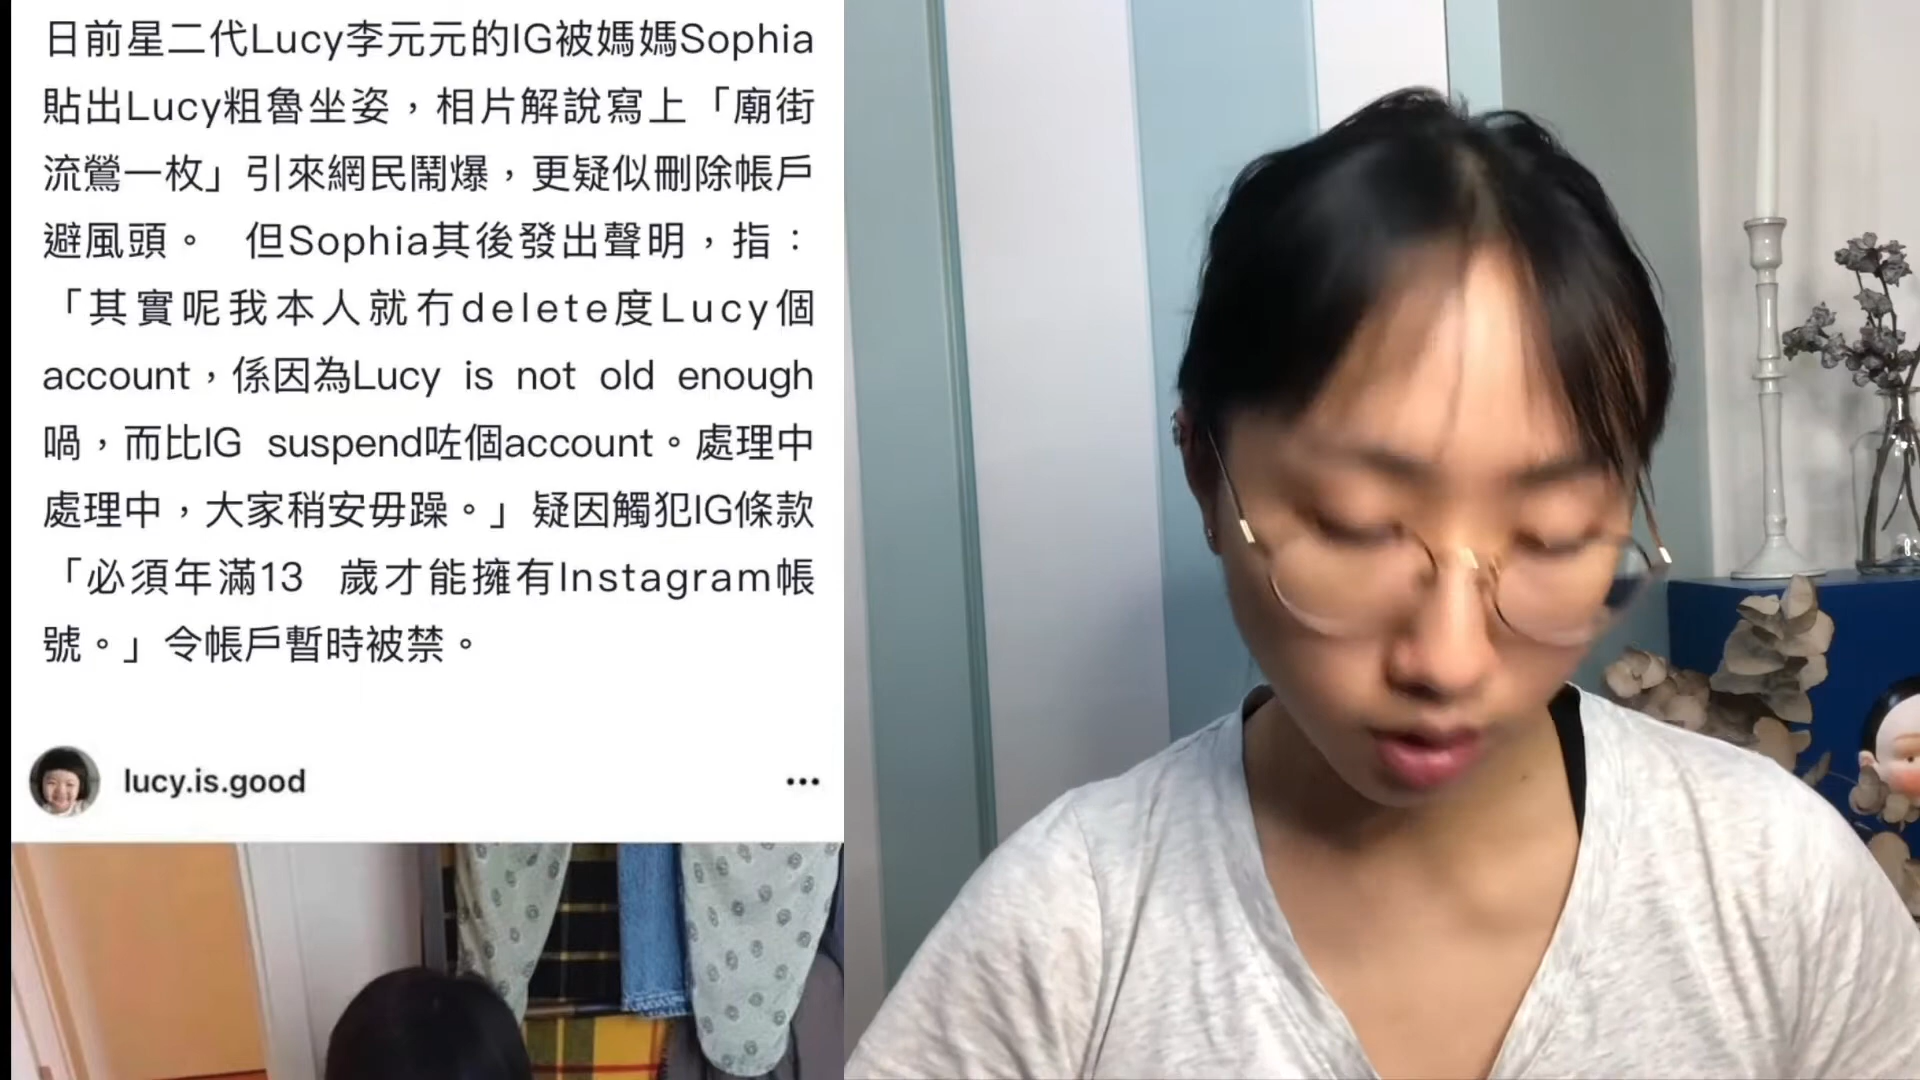 日前星二代Lucy李元元的IG被媽媽Sophia
貼出Lucy粗魯坐姿，相片解說寫上「廟街
流鶯一枚」引來網民鬧爆，更疑似刪除帳戶
避風頭。 但Sophia其後發出聲明，指：
「其實呢我本人就冇delete度Lucy個
account，係因為Lucy is not old enough
喎，而比IG suspend咗個account。處理中
處理中，大家稍安毋躁。」疑因觸犯IG條款
「必須年滿13 歲才能擁有Instagram帳
號。」令帳戶暫時被禁。
lucy.is.good